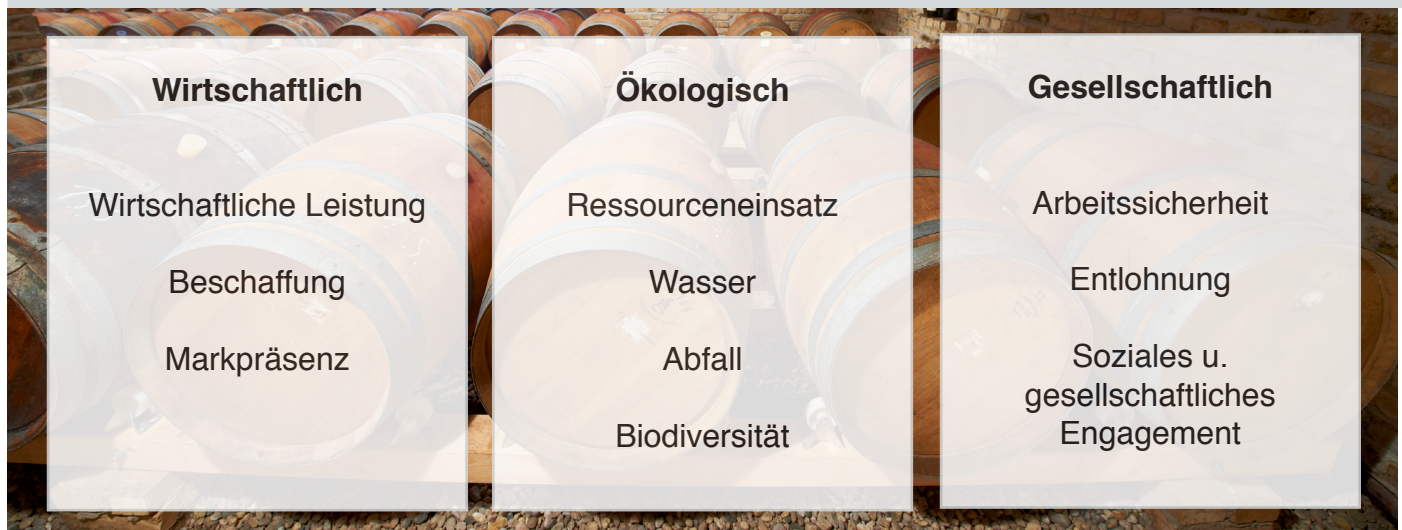 Wirtschaftlich
Wirtschaftliche Leistung
Beschaffung
Markpräsenz
Ökologisch
Ressourceneinsatz
Wasser
Abfall
Biodiversität
Gesellschaftlich
Arbeitssicherheit
Entlohnung
Soziales u.
gesellschaftliches
Engagement